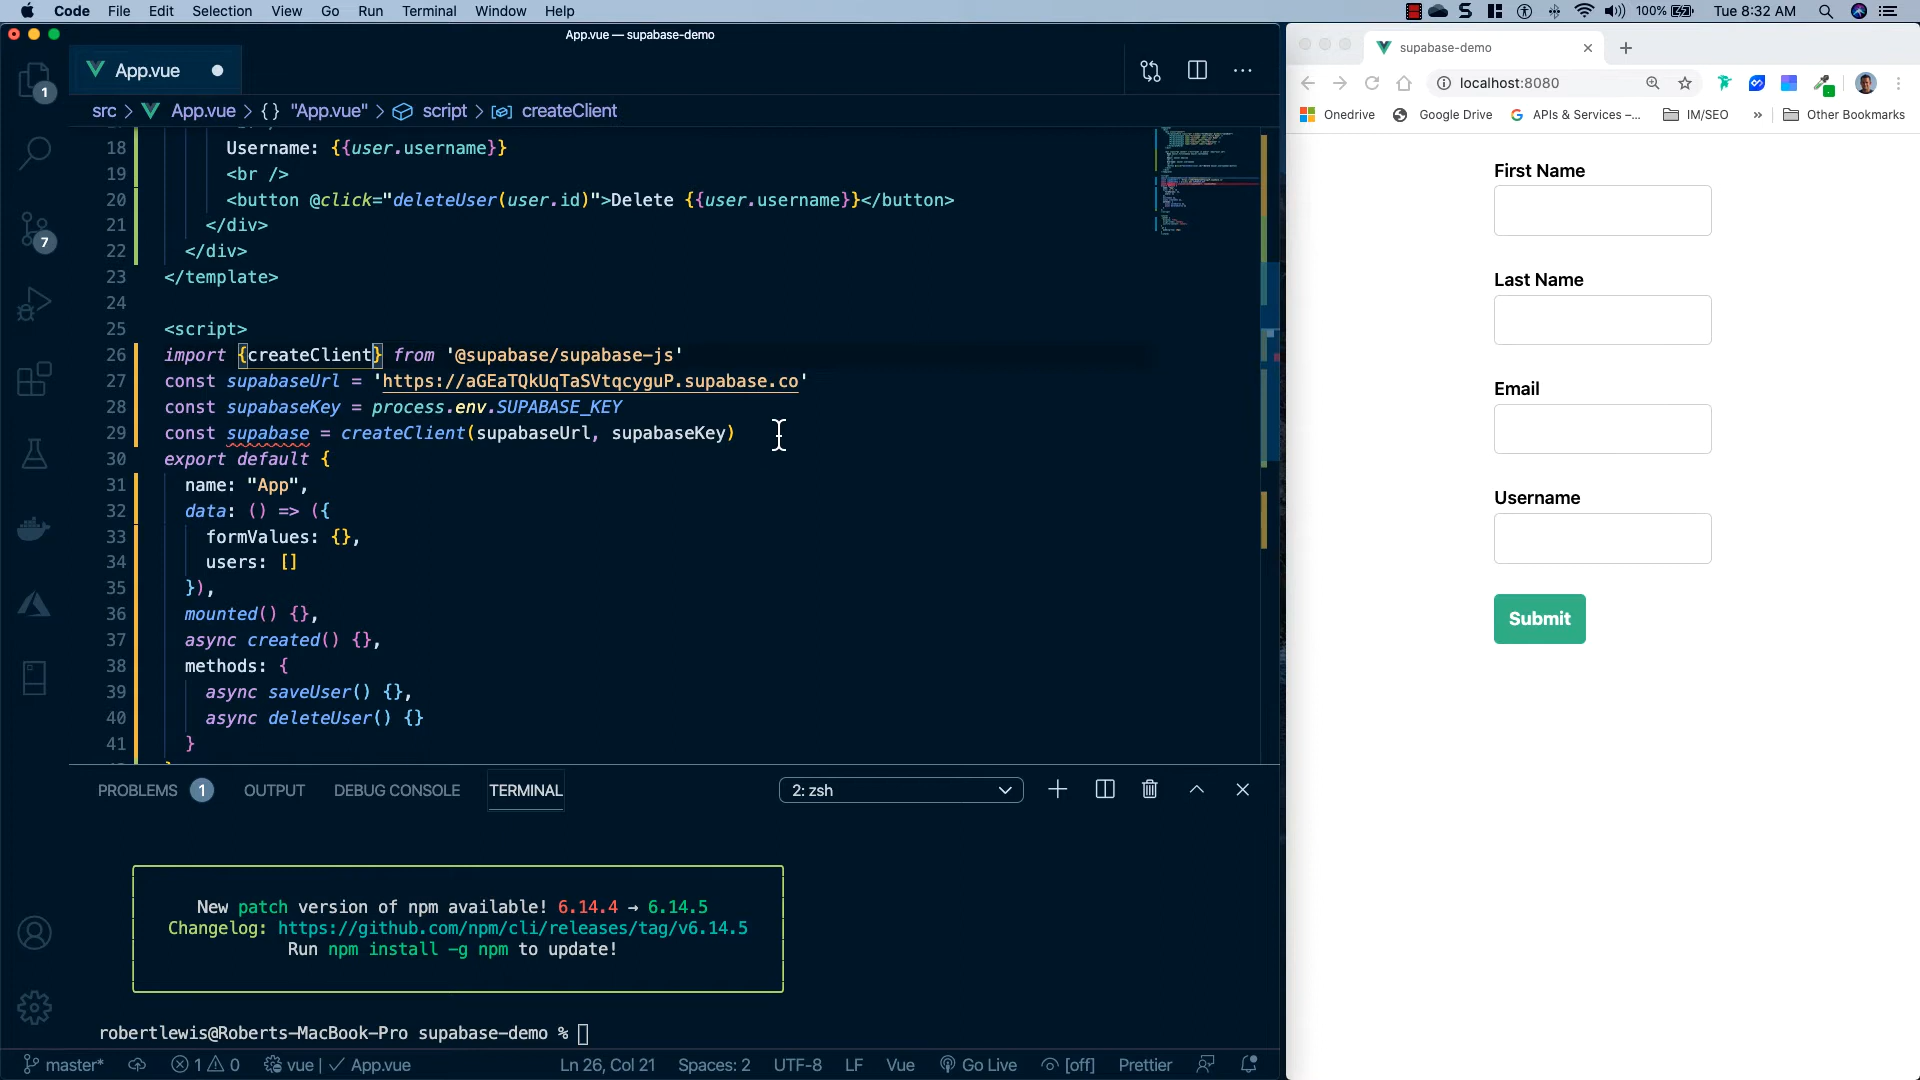 Code File Edit Selection View Go Run Terminal Window Help
100% Tue 8:32 AM
App.vue — supabase-demo
App.vue
src > App.vue > {} "App.vue" > script > createClient
18 Username: {{user.username}}
19 <br />
20 <button @click="deleteUser(user.id)">Delete {{user.username}}</button>
21 </div>
22 </div>
23 </template>
24
25 <script>
26 import {createClient} from '@supabase/supabase-js'
27 const supabaseUrl = 'https://aGEaTQkUqTaSVtqcyguP.supabase.co'
28 const supabaseKey = process.env.SUPABASE_KEY
29 const supabase = createClient(supabaseUrl, supabaseKey)
30 export default {
31 name: "App",
32 data: () => ({
33 formValues: {},
34 users: []
35 }),
36 mounted() {},
37 async created() {},
38 methods: {
39 async saveUser() {},
40 async deleteUser() {}
41 }
1
7
PROBLEMS 1 OUTPUT DEBUG CONSOLE TERMINAL 2: zsh
New patch version of npm available! 6.14.4 → 6.14.5
Changelog: https://github.com/npm/cli/releases/tag/v6.14.5
Run npm install -g npm to update!
robertlewis@Roberts-MacBook-Pro supabase-demo %
master* 1 0 vue | ✓ App.vue Ln 26, Col 21 Spaces: 2 UTF-8 LF Vue Go Live [off] Prettier
supabase-demo
localhost:8080
Onedrive Google Drive APIs & Services –... IM/SEO » Other Bookmarks
First Name
Last Name
Email
Username
Submit